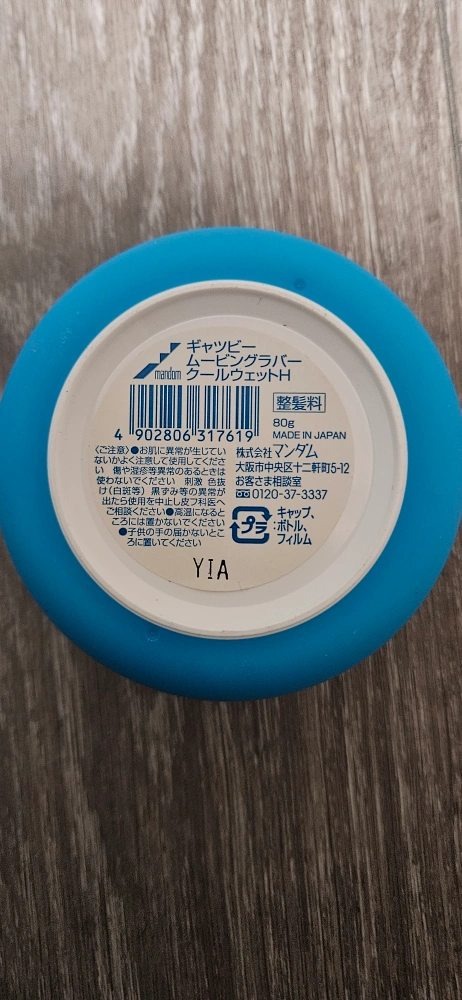 mandom
ギャツビー
ムービングラバー
クールウェットH
4 902806 317619
整髪料
80g
MADE IN JAPAN
株式会社マンダム
大阪市中央区十二軒町5-12
お客さま相談室
0120-37-3337
〈ご注意〉●お肌に異常が生じてい
ないかよく注意して使用してくださ
い 傷や湿疹等異常のあるときは
使わないでください 刺激 色抜
け(白斑等) 黒ずみ等の異常が
出たら使用を中止し皮フ科医へ
ご相談ください●高温になると
ころには置かないでください
●子供の手の届かないとこ
ろに置いてください
プラ
キャップ、
:ボトル、
フィルム
YIA